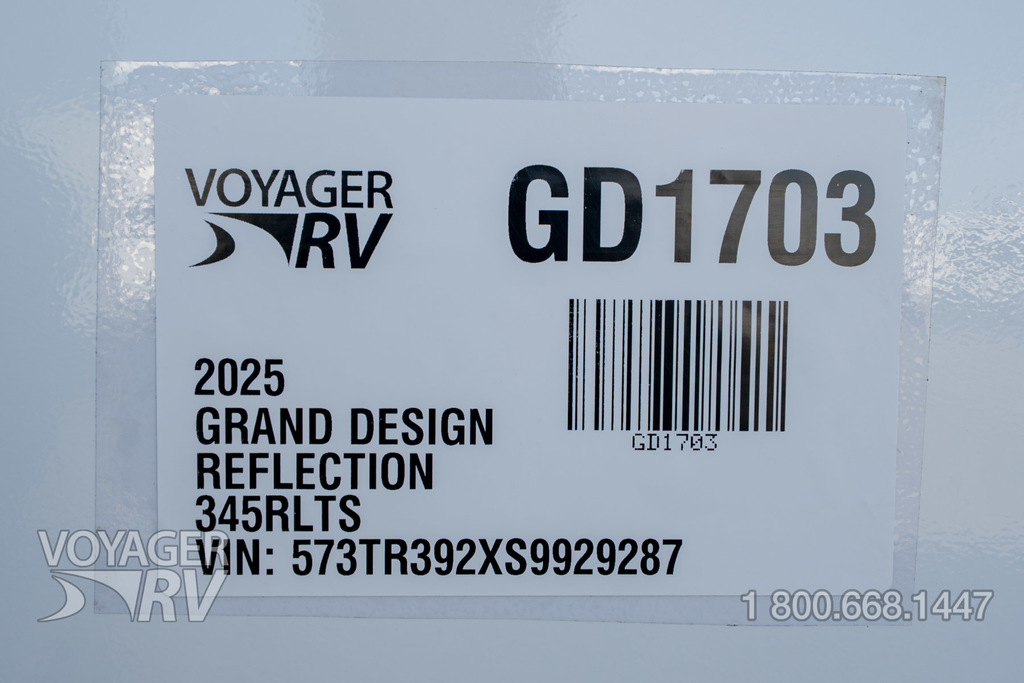 VOYAGER
RV
GD1703
GD1703
2025
GRAND DESIGN
REFLECTION
345RLTS
VIN: 573TR392XS9929287
VOYAGER
RV
1 800.668.1447